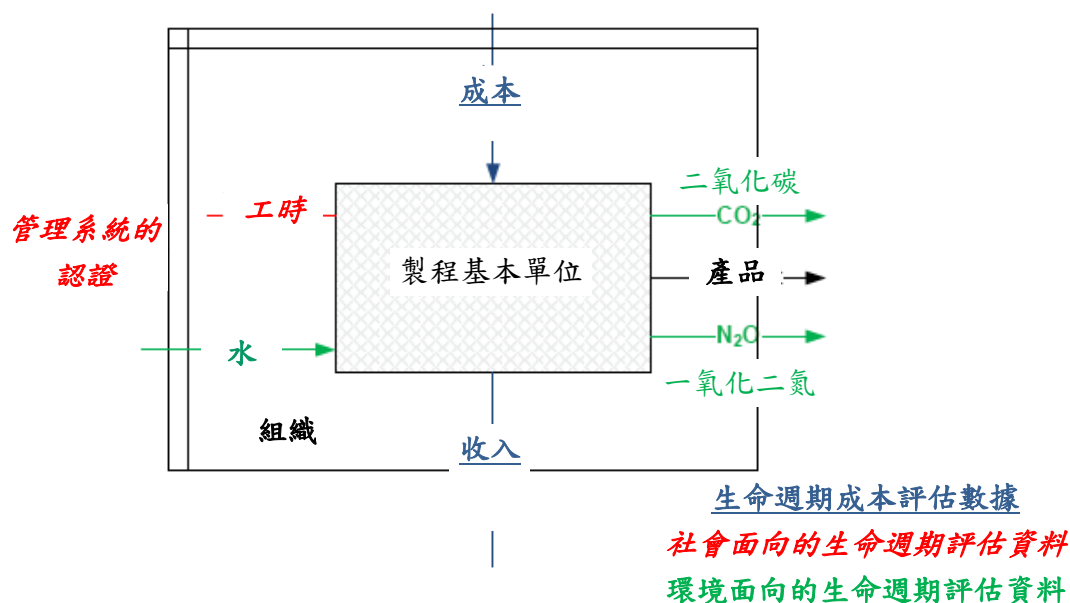 成本
二氧化碳
工時
CO₂
管理系統的
認證
製程基本單位
產品
水
N₂O
一氧化二氮
組織
收入
生命週期成本評估數據
社會面向的生命週期評估資料
環境面向的生命週期評估資料